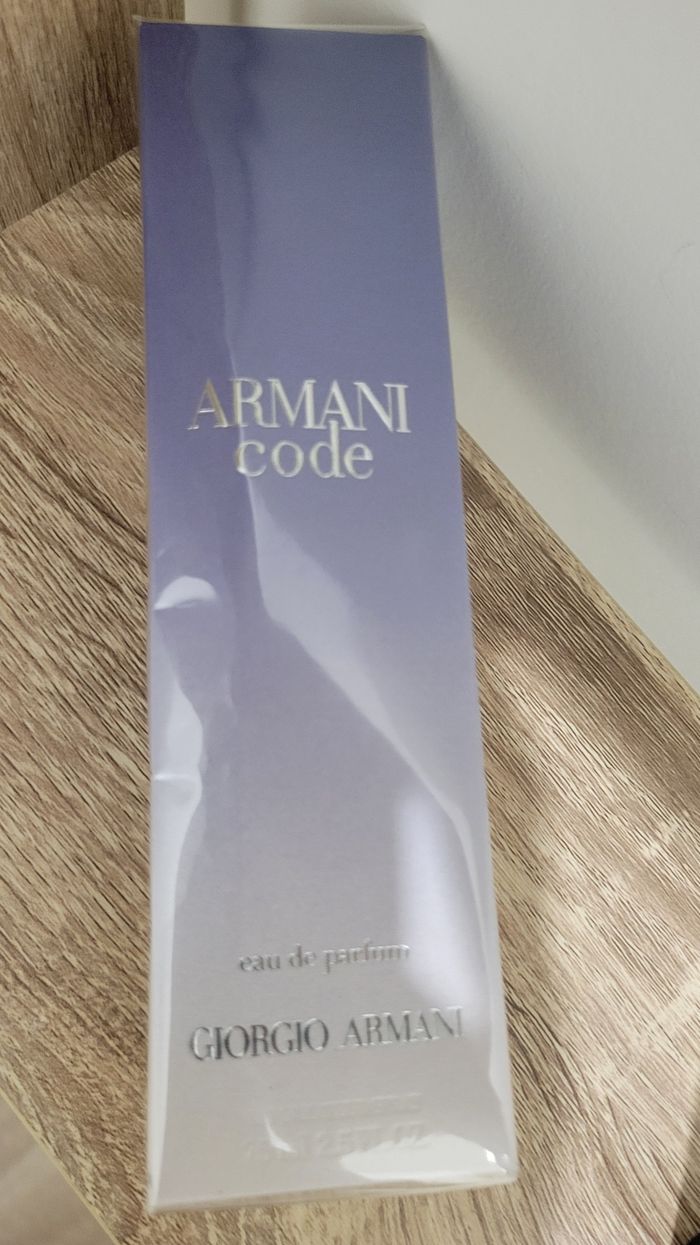 ARMANI
code
eau de parfum
GIORGIO ARMANI